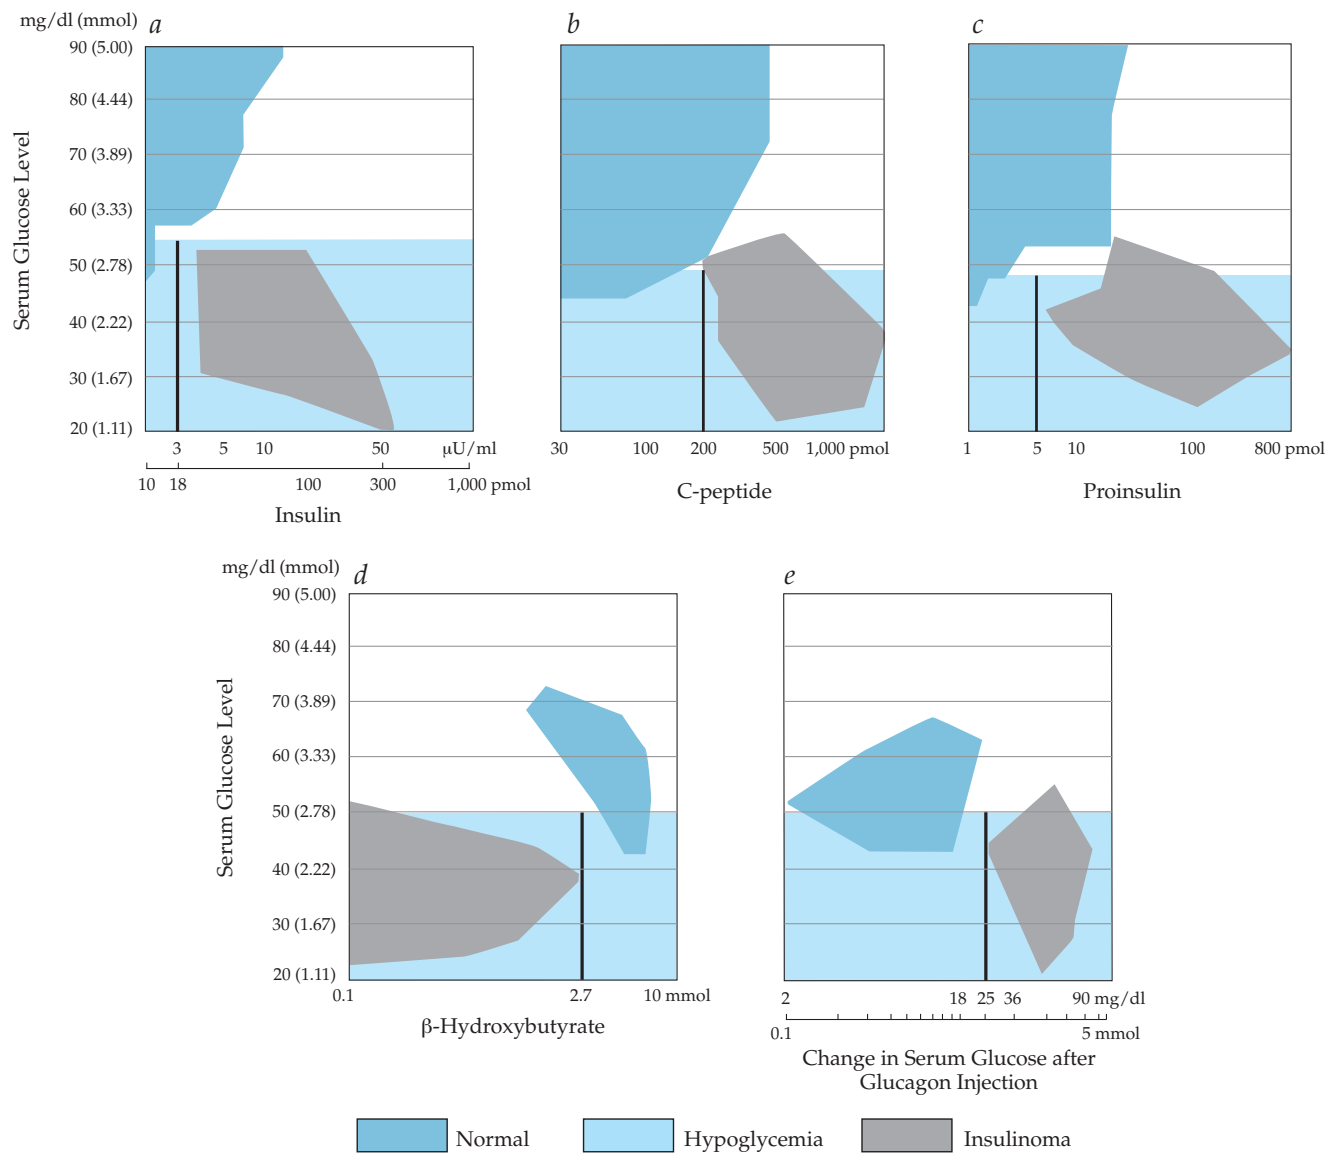 mg/dl (mmol)
a
b
c
90 (5.00)
80 (4.44)
70 (3.89)
60 (3.33)
50 (2.78)
40 (2.22)
30 (1.67)
20 (1.11)
Serum Glucose Level
3 5 10 50 μU/ml
10 18 100 300 1,000 pmol
Insulin
30 100 200 500 1,000 pmol
C-peptide
1 5 10 100 800 pmol
Proinsulin
mg/dl (mmol)
d
e
90 (5.00)
80 (4.44)
70 (3.89)
60 (3.33)
50 (2.78)
40 (2.22)
30 (1.67)
20 (1.11)
Serum Glucose Level
0.1 2.7 10 mmol
β-Hydroxybutyrate
2 18 25 36 90 mg/dl
0.1 5 mmol
Change in Serum Glucose after
Glucagon Injection
Normal
Hypoglycemia
Insulinoma